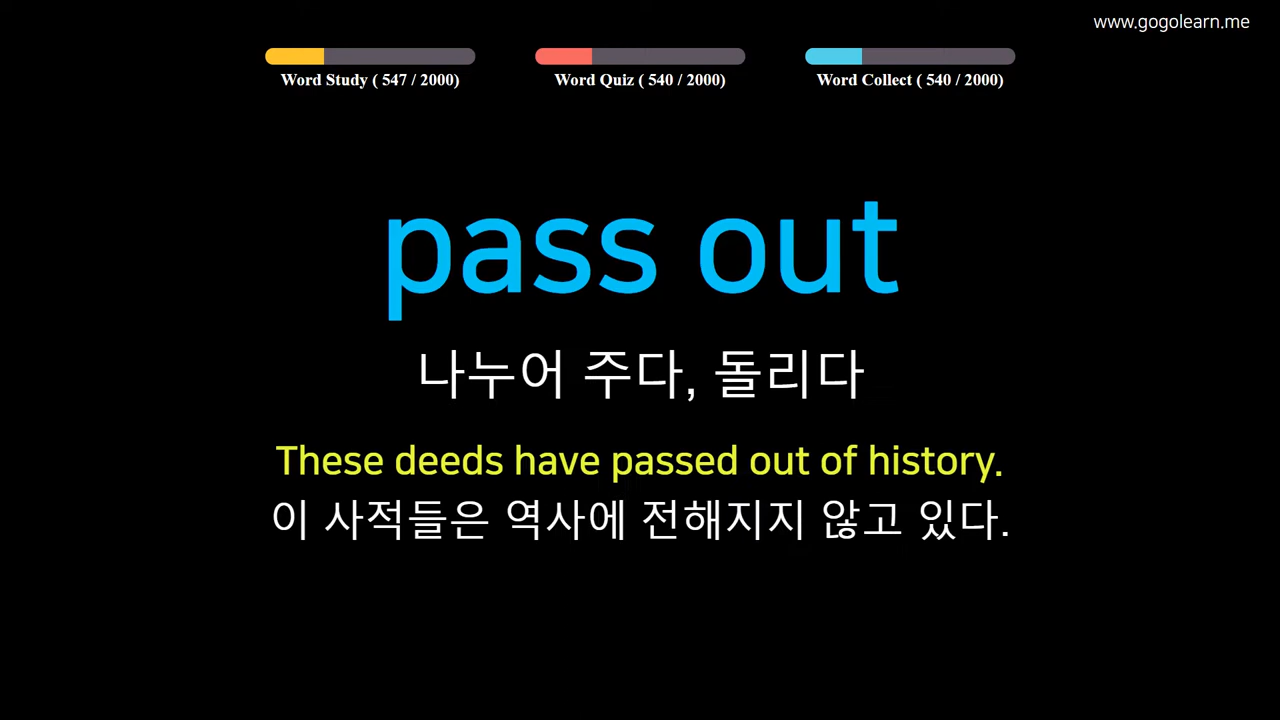 www.gogolearn.me
Word Study ( 547 / 2000)
Word Quiz ( 540 / 2000)
Word Collect ( 540 / 2000)
pass out
나누어 주다, 돌리다
These deeds have passed out of history.
이 사적들은 역사에 전해지지 않고 있다.